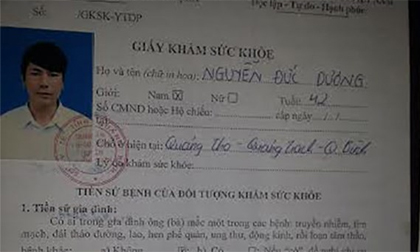 Độc lập - Tự do - Hạnh phúc
Số: /GKSK-YTDP
GIẤY KHÁM SỨC KHỎE
Họ và tên (chữ in hoa): NGUYỄN ĐỨC DƯƠNG
Giới: Nam ☒ Nữ ☐ Tuổi: 42
Số CMND hoặc Hộ chiếu: cấp ngày
Chỗ ở hiện tại: Quảng Thọ - Quảng Trạch - Q. Bình
Lý do khám sức khỏe:
TIỀN SỬ BỆNH CỦA ĐỐI TƯỢNG KHÁM SỨC KHỎE
1. Tiền sử gia đình:
Có ai trong gia đình ông (bà) mắc một trong các bệnh: truyền nhiễm, tim
mạch, đái tháo đường, lao, hen phế quản, ung thư, động kinh, rối loạn tâm thần,
bệnh khác: a) Không b) Có